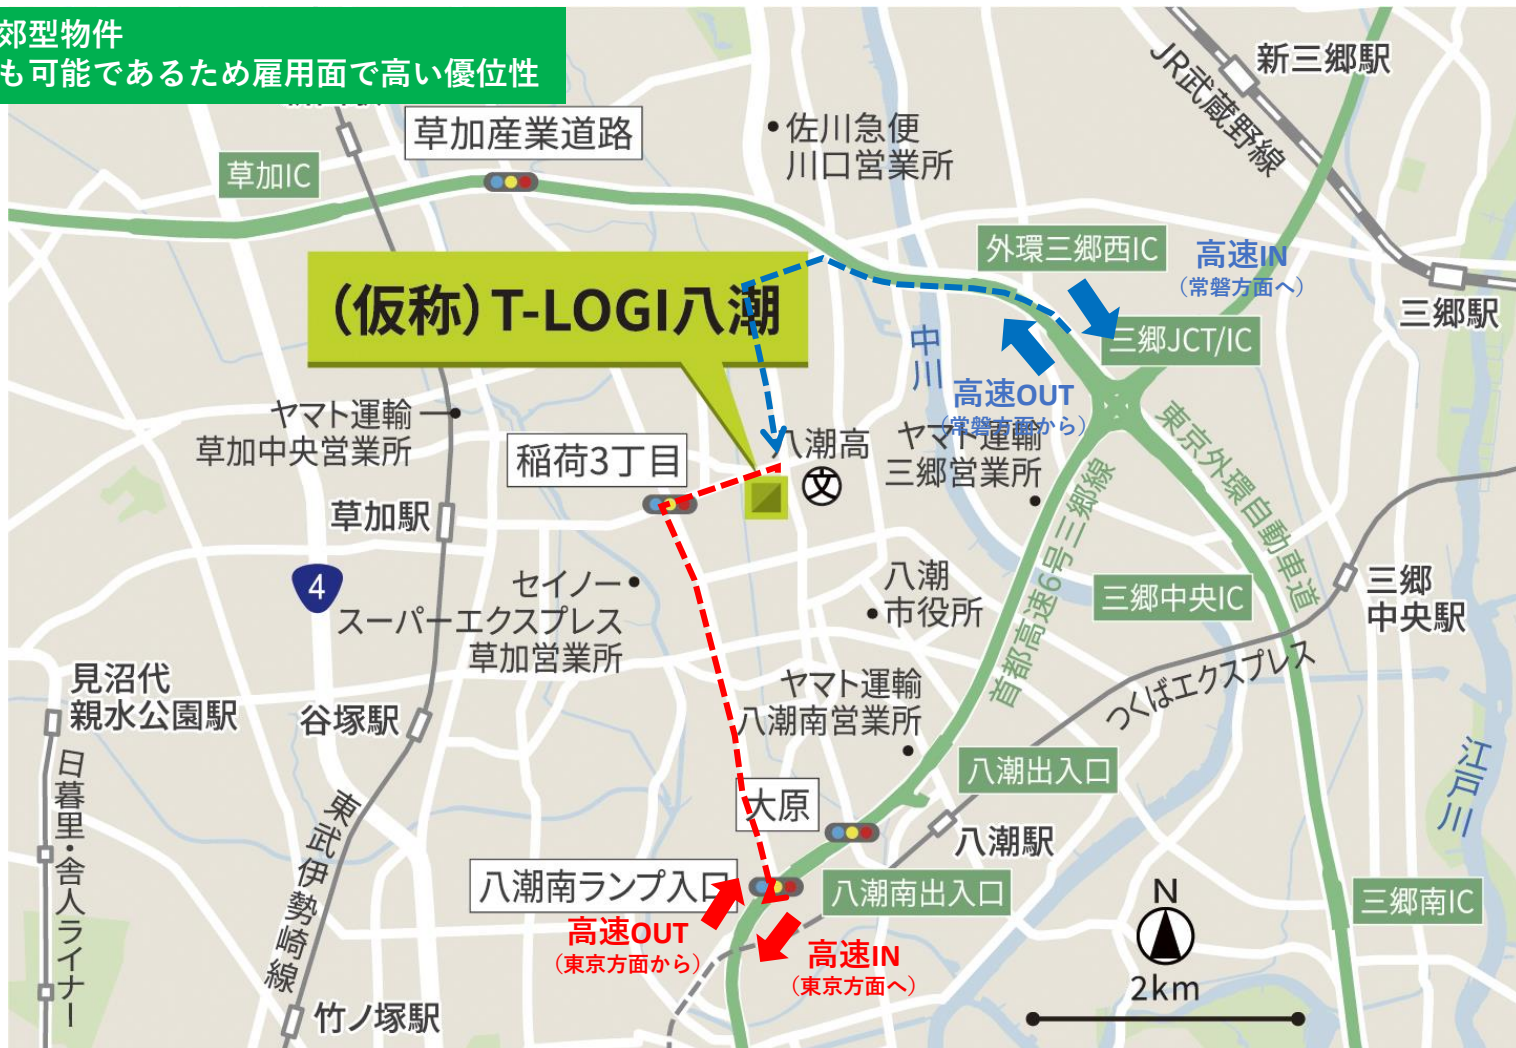 郊型物件
も可能であるため雇用面で高い優位性
新三郷駅
JR武蔵野線
草加産業道路
佐川急便
川口営業所
草加IC
外環三郷西IC
高速IN
（常磐方面へ）
(仮称)T-LOGI八潮
三郷駅
三郷JCT/IC
中川
高速OUT
（常磐方面から）
ヤマト運輸
草加中央営業所
八潮高
文
ヤマト運輸
三郷営業所
稲荷3丁目
東京外環自動車道
草加駅
首都高速6号三郷線
4
セイノー
スーパーエクスプレス
草加営業所
八潮
市役所
三郷中央IC
三郷
中央駅
つくばエクスプレス
見沼代
親水公園駅
谷塚駅
ヤマト運輸
八潮南営業所
八潮出入口
江戸川
日暮里・舎人ライナー
東武伊勢崎線
大原
八潮駅
八潮南ランプ入口
八潮南出入口
三郷南IC
高速OUT
（東京方面から）
高速IN
（東京方面へ）
N
2km
竹ノ塚駅